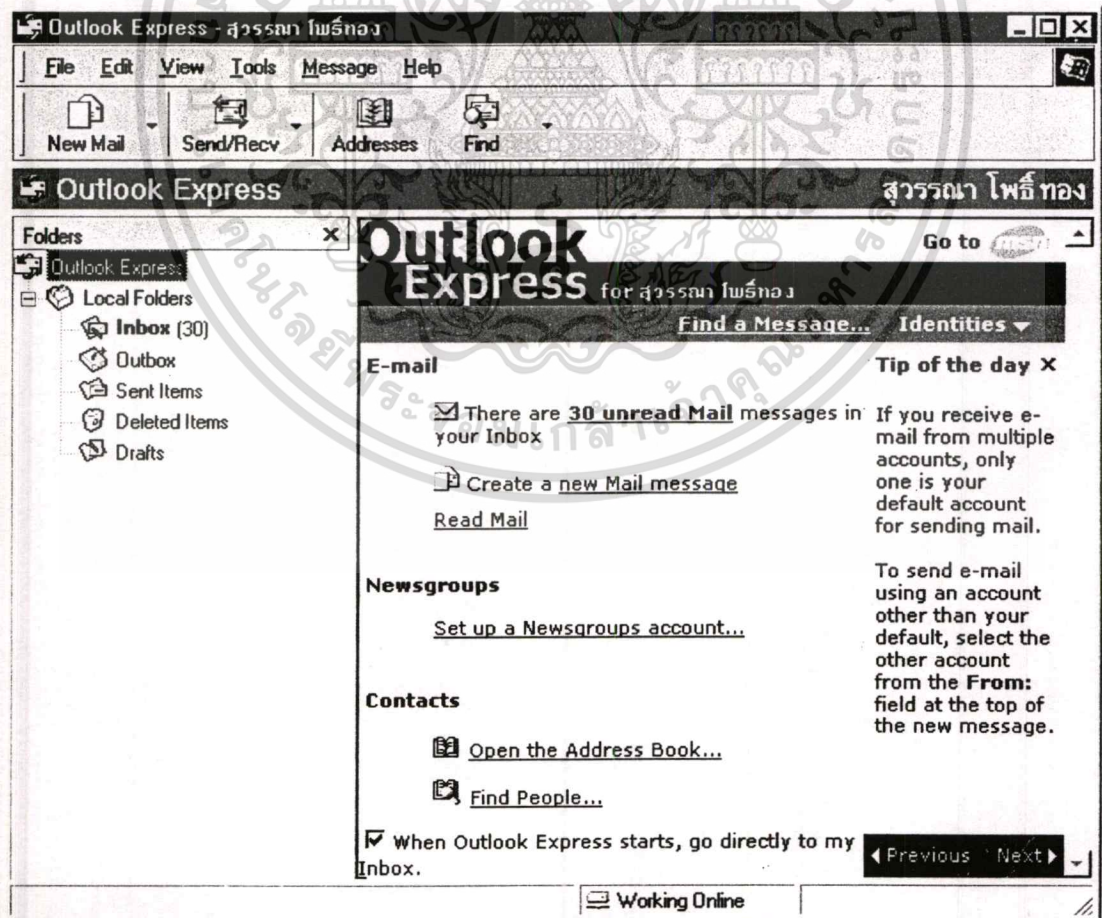 Outlook Express - สุวรรณา โพธิ์ทอง
File Edit View Tools Message Help
New Mail Send/Recv Addresses Find
Outlook Express สุวรรณา โพธิ์ทอง
Folders
Outlook Express
Local Folders
Inbox (30)
Outbox
Sent Items
Deleted Items
Drafts
Go to msn
Outlook
Express for สุวรรณา โพธิ์ทอง
Find a Message... Identities
E-mail
There are 30 unread Mail messages in
your Inbox
Create a new Mail message
Read Mail
Newsgroups
Set up a Newsgroups account...
Contacts
Open the Address Book...
Find People...
When Outlook Express starts, go directly to my
Inbox.
Tip of the day
If you receive e-
mail from multiple
accounts, only
one is your
default account
for sending mail.
To send e-mail
using an account
other than your
default, select the
other account
from the From:
field at the top of
the new message.
Previous Next
Working Online